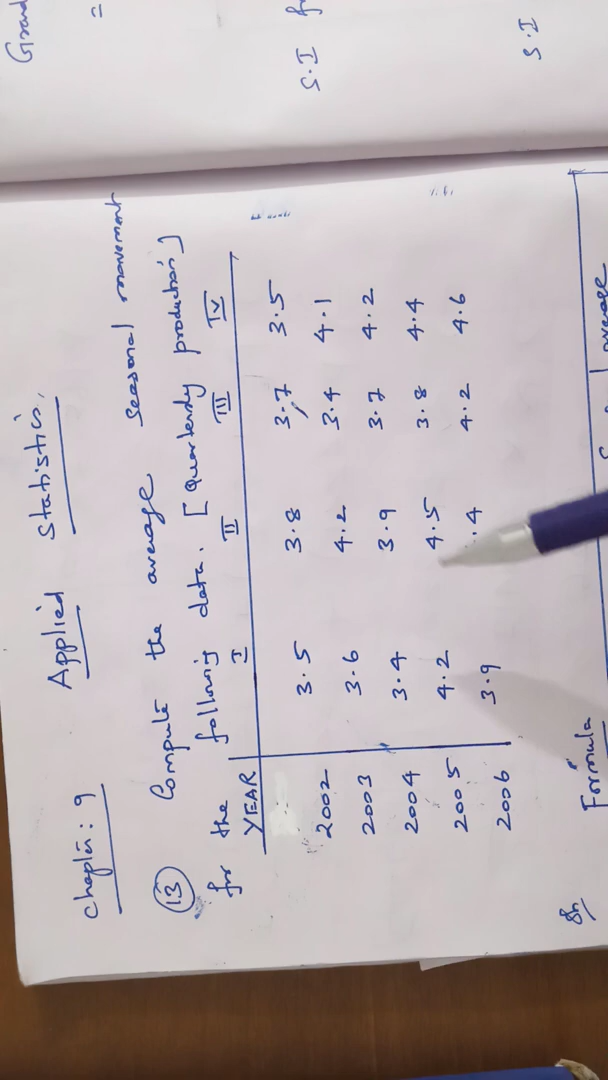 Grand
=
S.I fr
S.I
Chapter: 9 Applied Statistics,
(13) Compute the average seasonal movement
for the following data. [Quarterly production]
YEAR I II III IV
2002 3.5 3.8 3.7 3.5
2003 3.6 4.2 3.4 4.1
2004 3.4 3.9 3.7 4.2
2005 4.2 4.5 3.8 4.4
2006 3.9 .4 4.2 4.6
Sn Formula
average